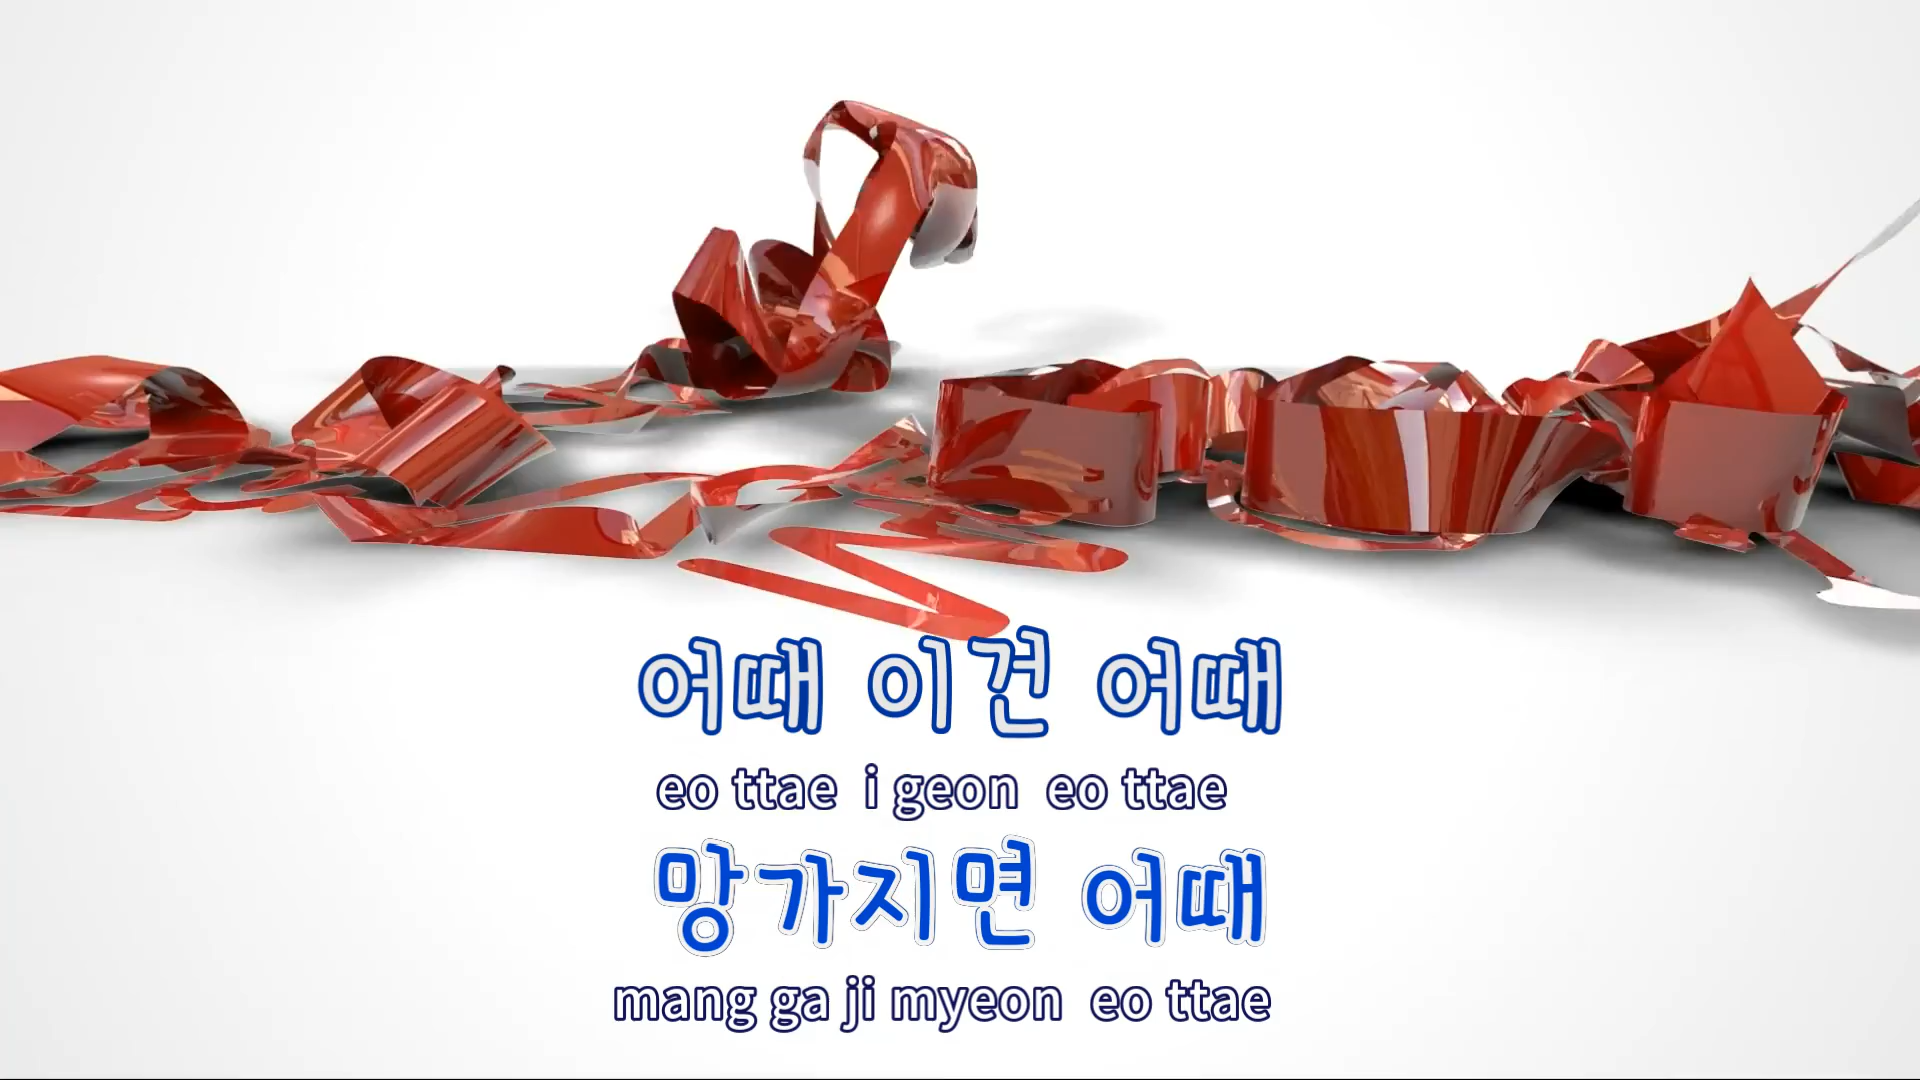 어때 이건 어때
eo ttae i geon eo ttae
망가지면 어때
mang ga ji myeon eo ttae